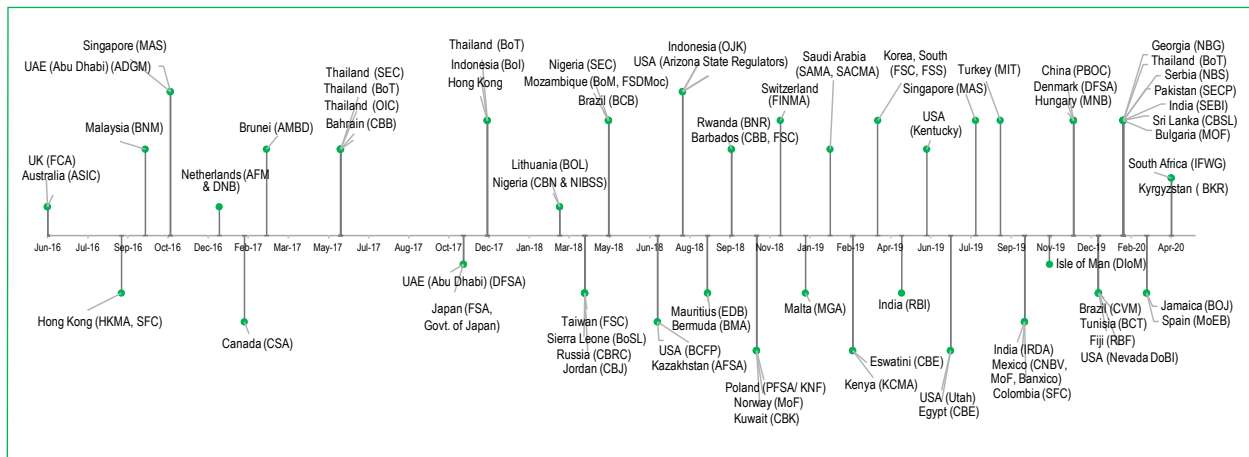 Singapore (MAS)
UAE (Abu Dhabi) (ADGM)
Malaysia (BNM)
UK (FCA)
Australia (ASIC)
Netherlands (AFM
& DNB)
Brunei (AMBD)
Thailand (SEC)
Thailand (BoT)
Thailand (OIC)
Bahrain (CBB)
Thailand (BoT)
Indonesia (BoI)
Hong Kong
Lithuania (BOL)
Nigeria (CBN & NIBSS)
Nigeria (SEC)
Mozambique (BoM, FSDMoc)
Brazil (BCB)
Indonesia (OJK)
USA (Arizona State Regulators)
Rwanda (BNR)
Barbados (CBB, FSC)
Switzerland
(FINMA)
Saudi Arabia
(SAMA, SACMA)
Korea, South
(FSC, FSS)
Singapore (MAS)
USA
(Kentucky)
Turkey (MIT)
China (PBOC)
Denmark (DFSA)
Hungary (MNB)
Georgia (NBG)
Thailand (BoT)
Serbia (NBS)
Pakistan (SECP)
India (SEBI)
Sri Lanka (CBSL)
Bulgaria (MOF)
South Africa (IFWG)
Kyrgyzstan ( BKR)
Jun-16 Jul-16 Sep-16 Oct-16 Dec-16 Feb-17 Mar-17 May-17 Jul-17 Aug-17 Oct-17 Dec-17 Jan-18 Mar-18 May-18 Jun-18 Aug-18 Sep-18 Nov-18 Jan-19 Feb-19 Apr-19 Jun-19 Jul-19 Sep-19 Nov-19 Dec-19 Feb-20 Apr-20
Hong Kong (HKMA, SFC)
Canada (CSA)
UAE (Abu Dhabi) (DFSA)
Japan (FSA,
Govt. of Japan)
Taiwan (FSC)
Sierra Leone (BoSL)
Russia (CBRC)
Jordan (CBJ)
USA (BCFP)
Kazakhstan (AFSA)
Mauritius (EDB)
Bermuda (BMA)
Poland (PFSA/ KNF)
Norway (MoF)
Kuwait (CBK)
Malta (MGA)
Eswatini (CBE)
Kenya (KCMA)
India (RBI)
USA (Utah)
Egypt (CBE)
India (IRDA)
Mexico (CNBV,
MoF, Banxico)
Colombia (SFC)
Isle of Man (DIoM)
Brazil (CVM)
Tunisia (BCT)
Fiji (RBF)
USA (Nevada DoBI)
Jamaica (BOJ)
Spain (MoEB)